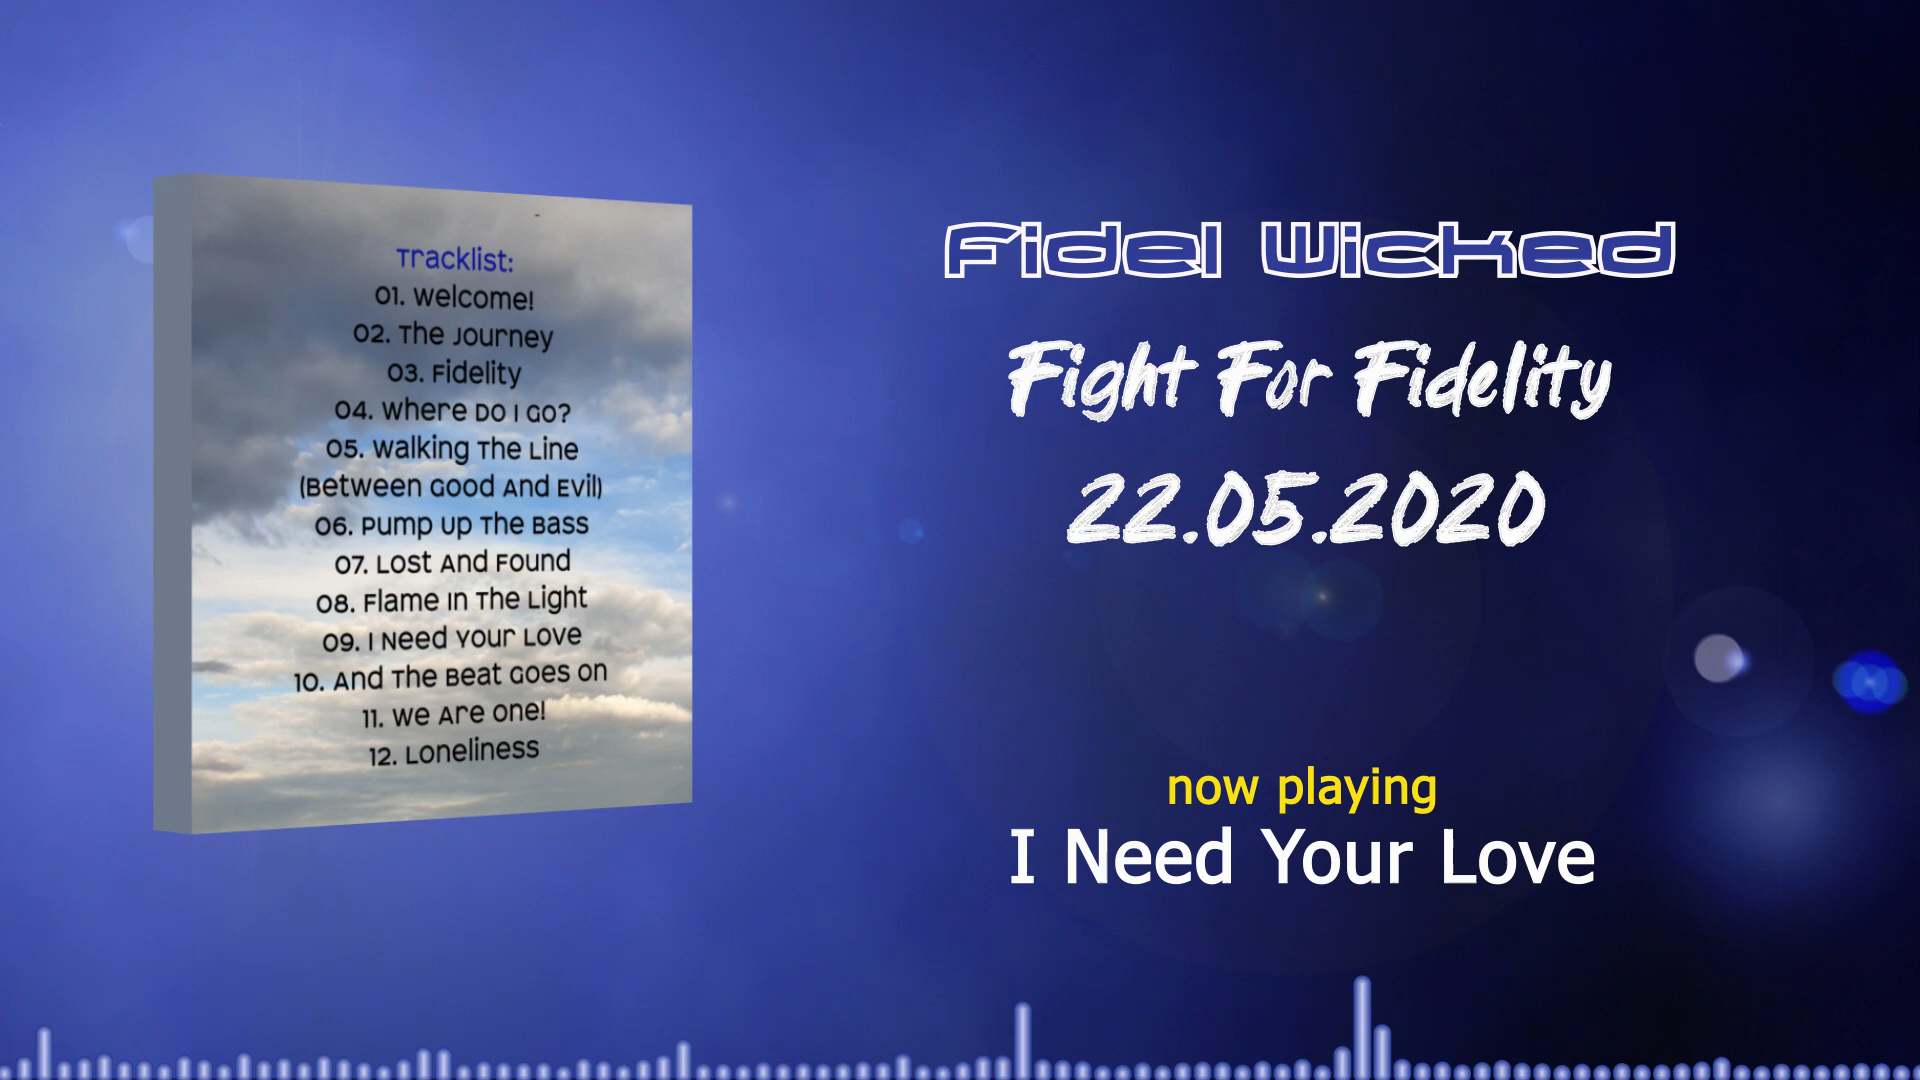 Tracklist:
01. Welcome!
02. The Journey
03. Fidelity
04. Where Do I Go?
05. Walking The Line
(Between Good And Evil)
06. Pump Up The Bass
07. Lost And Found
08. Flame In The Light
09. I Need Your Love
10. And The Beat Goes On
11. We Are One!
12. Loneliness
Fidel Wicked
Fight For Fidelity
22.05.2020
now playing
I Need Your Love